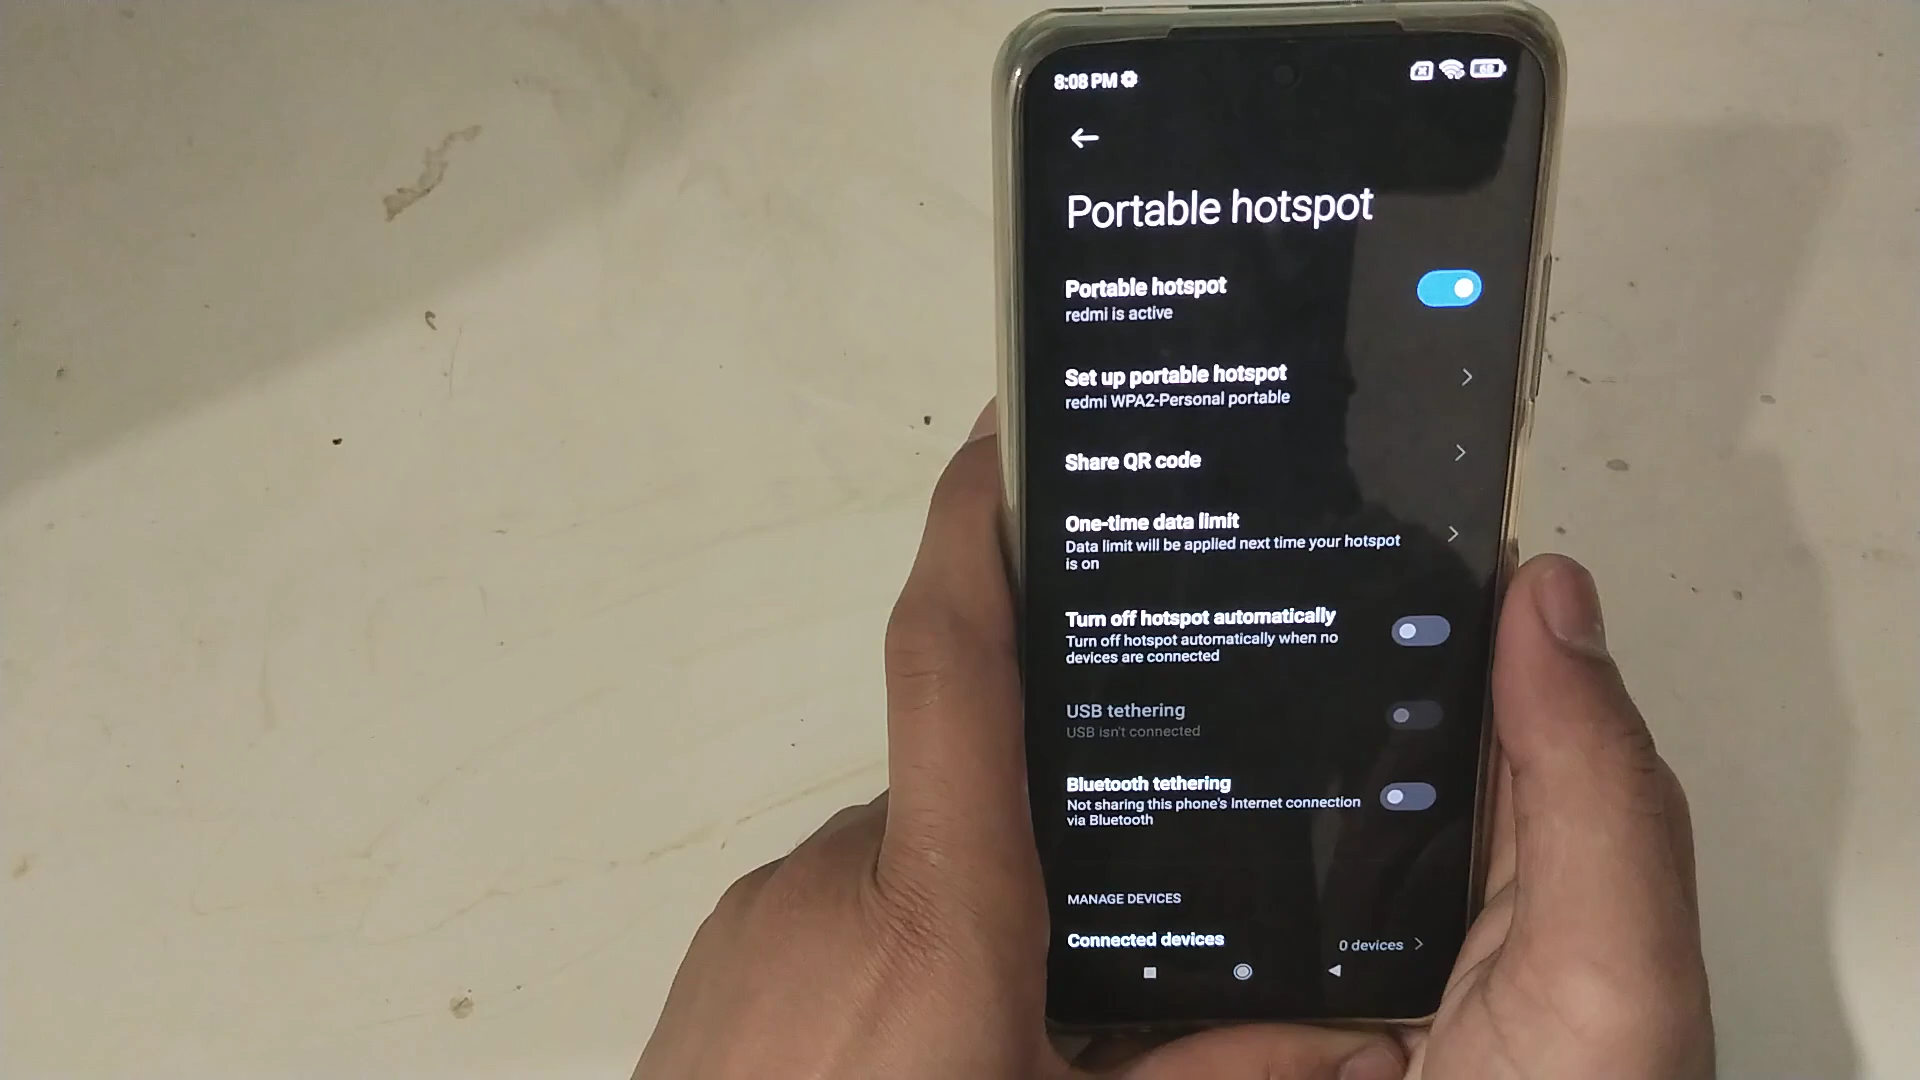 8:08 PM
Portable hotspot
Portable hotspot
redmi is active
Set up portable hotspot
redmi WPA2-Personal portable
Share QR code
One-time data limit
Data limit will be applied next time your hotspot
is on
Turn off hotspot automatically
Turn off hotspot automatically when no
devices are connected
USB tethering
USB isn't connected
Bluetooth tethering
Not sharing this phone's Internet connection
via Bluetooth
MANAGE DEVICES
Connected devices
0 devices